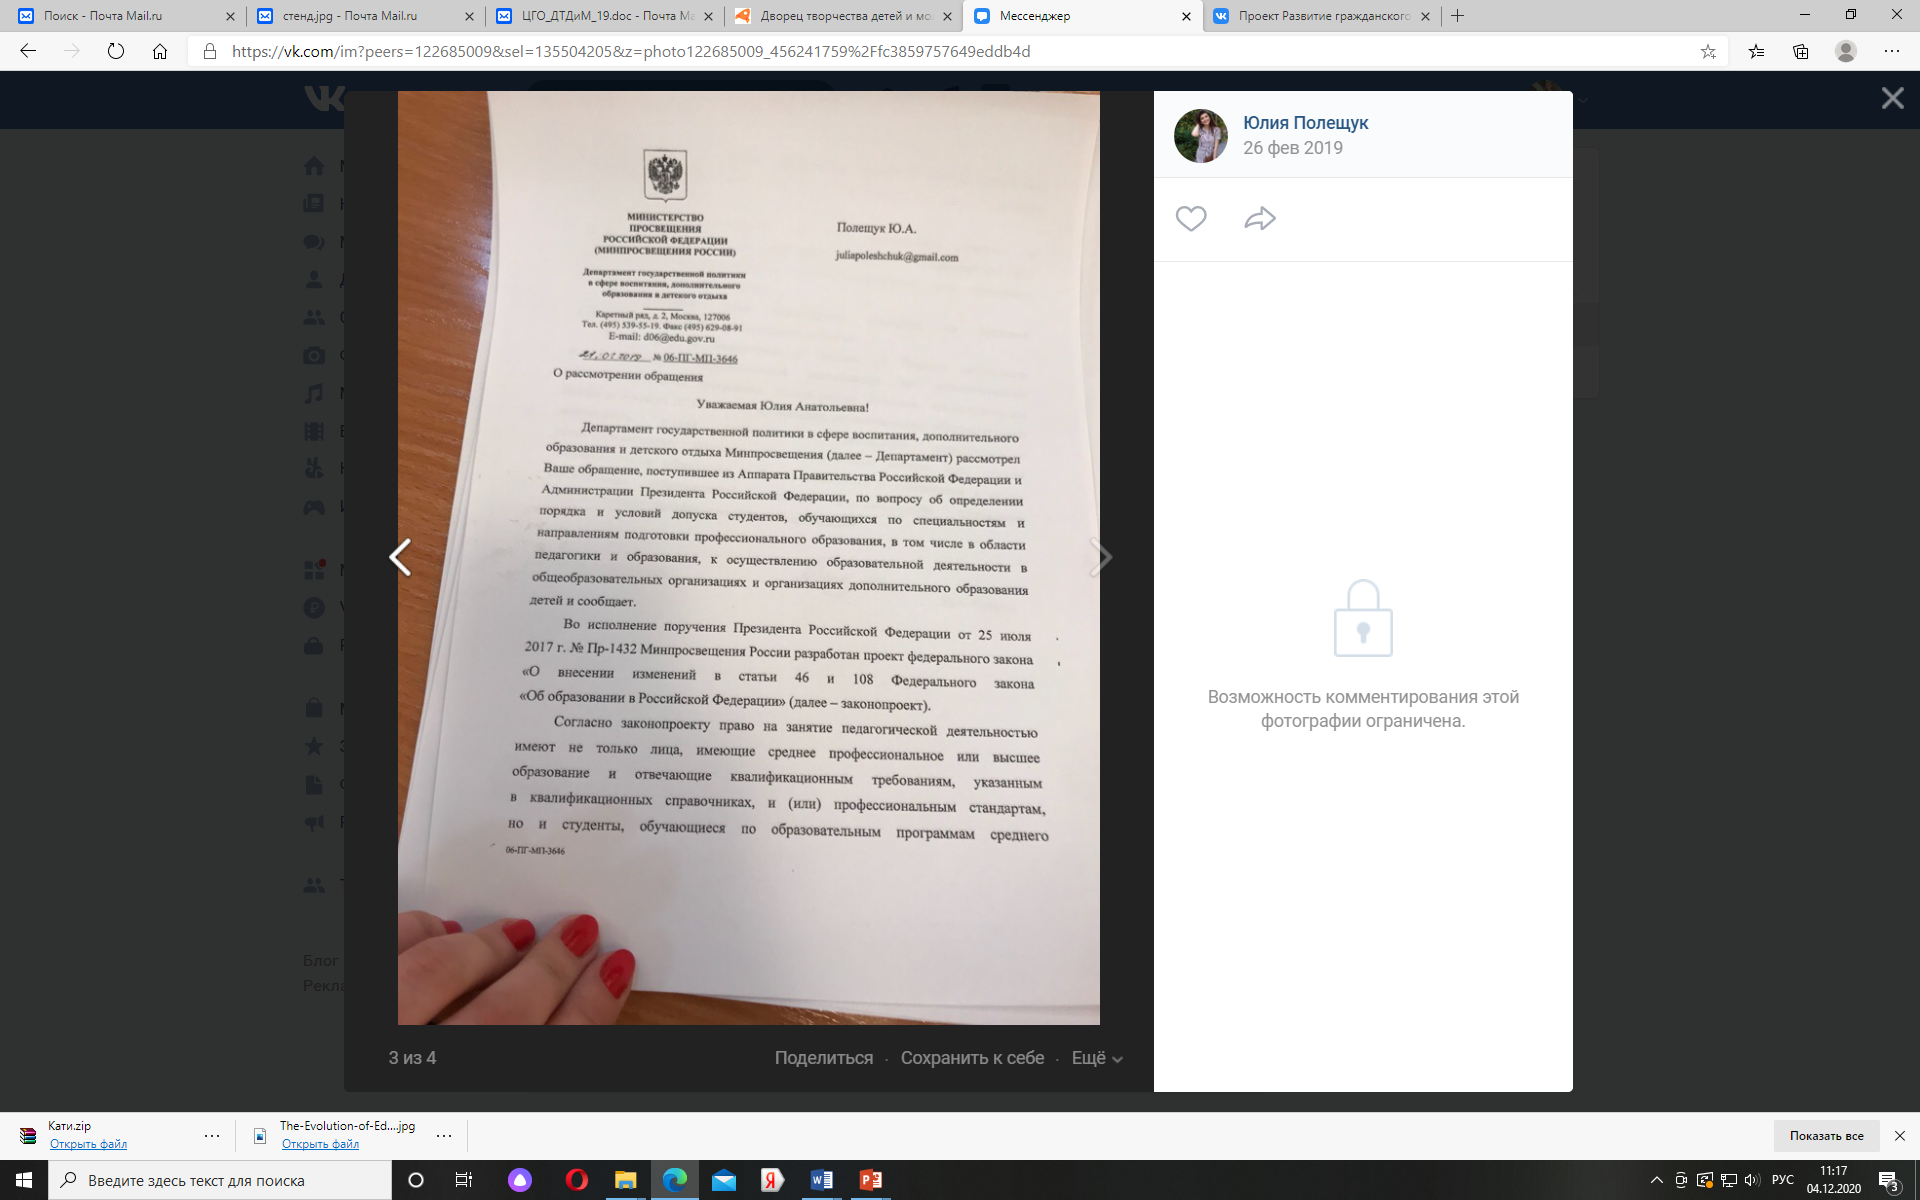 Поиск - Почта Mail.ru
стенд.jpg - Почта Mail.ru
ЦГО_ДТДиМ_19.doc - Почта Ma
Дворец творчества детей и мо
Мессенджер
Проект Развитие гражданского
https://vk.com/im?peers=122685009&sel=135504205&z=photo122685009_456241759%2Ffc3859757649eddb4d
МИНИСТЕРСТВО
ПРОСВЕЩЕНИЯ
РОССИЙСКОЙ ФЕДЕРАЦИИ
(МИНПРОСВЕЩЕНИЯ РОССИИ)
Департамент государственной политики
в сфере воспитания, дополнительного
образования и детского отдыха
Каретный ряд, д. 2, Москва, 127006
Тел. (495) 539-55-19. Факс (495) 629-08-91
E-mail: d06@edu.gov.ru
№ 06-ПГ-МП-3646
Полещук Ю.А.
juliapoleshchuk@gmail.com
О рассмотрении обращения
Уважаемая Юлия Анатольевна!
Департамент государственной политики в сфере воспитания, дополнительного
образования и детского отдыха Минпросвещения (далее – Департамент) рассмотрел
Ваше обращение, поступившее из Аппарата Правительства Российской Федерации и
Администрации Президента Российской Федерации, по вопросу об определении
порядка и условий допуска студентов, обучающихся по специальностям и
направлениям подготовки профессионального образования, в том числе в области
педагогики и образования, к осуществлению образовательной деятельности в
общеобразовательных организациях и организациях дополнительного образования
детей и сообщает.
Во исполнение поручения Президента Российской Федерации от 25 июля
2017 г. № Пр-1432 Минпросвещения России разработан проект федерального закона
«О внесении изменений в статьи 46 и 108 Федерального закона
«Об образовании в Российской Федерации» (далее – законопроект).
Согласно законопроекту право на занятие педагогической деятельностью
имеют не только лица, имеющие среднее профессиональное или высшее
образование и отвечающие квалификационным требованиям, указанным
в квалификационных справочниках, и (или) профессиональным стандартам,
но и студенты, обучающиеся по образовательным программам среднего
06-ПГ-МП-3646
Юлия Полещук
26 фев 2019
Возможность комментирования этой
фотографии ограничена.
Блог
Рекла
3 из 4
Поделиться · Сохранить к себе · Ещё
Кати.zip
Открыть файл
The-Evolution-of-Ed....jpg
Открыть файл
Показать все
Введите здесь текст для поиска
РУС
11:17
04.12.2020
3